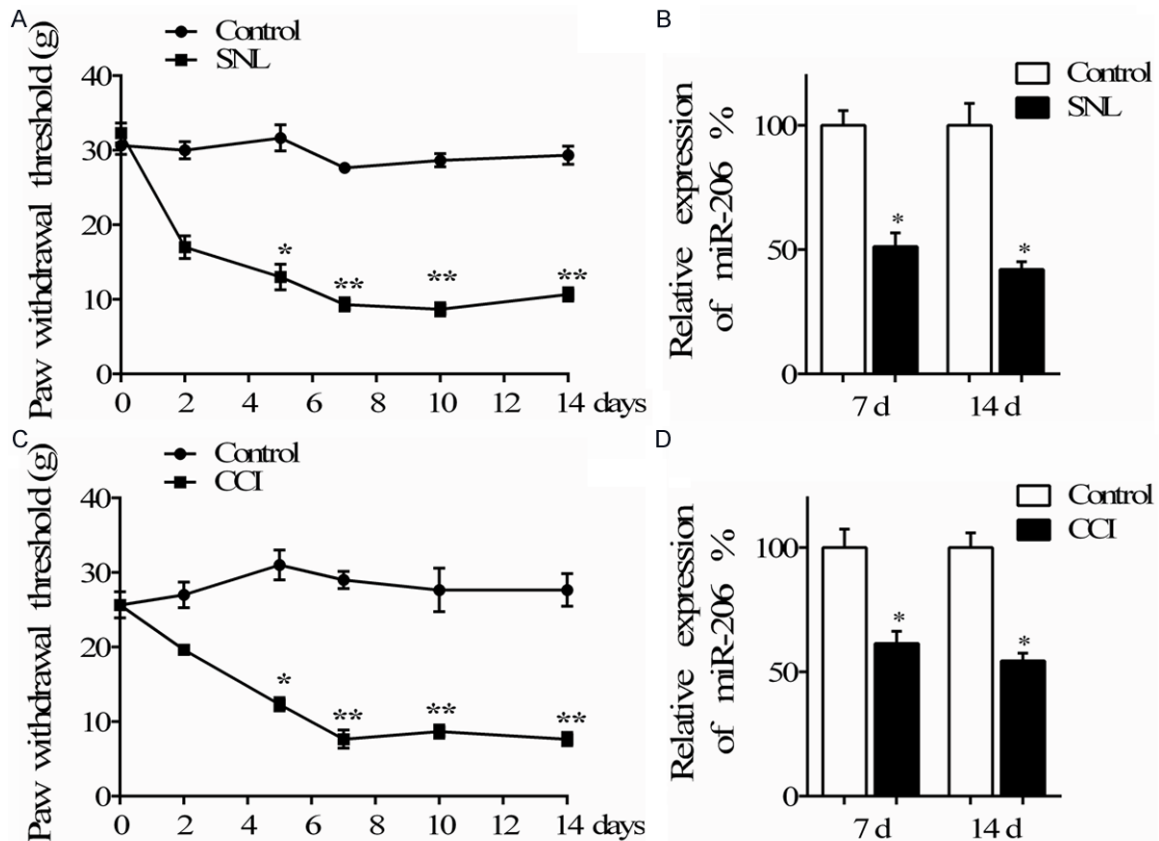 A
Paw withdrawal threshold (g)
Control
SNL
40
30
20
10
0
*
**
**
**
0 2 4 6 8 10 12 14 days
B
Relative expression
of miR-206 %
Control
SNL
100
50
0
*
*
7 d 14 d
C
Paw withdrawal threshold (g)
Control
CCI
40
30
20
10
0
*
**
**
**
0 2 4 6 8 10 12 14 days
D
Relative expression
of miR-206 %
Control
CCI
100
50
0
*
*
7 d 14 d